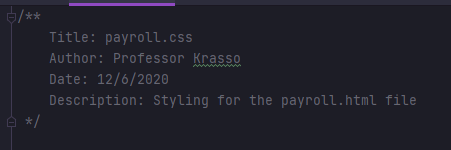 /**
Title: payroll.css
Author: Professor Krasso
Date: 12/6/2020
Description: Styling for the payroll.html file
*/